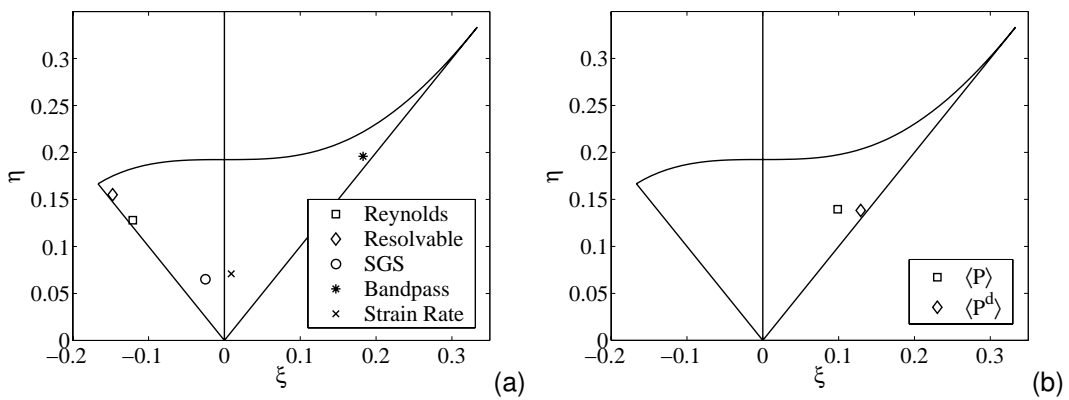 η
0.3
0.25
0.2
0.15
0.1
0.05
0
−0.2 −0.1 0 0.1 0.2 0.3
ξ
Reynolds
Resolvable
SGS
Bandpass
Strain Rate
(a)
η
0.3
0.25
0.2
0.15
0.1
0.05
0
−0.2 −0.1 0 0.1 0.2 0.3
ξ
⟨P⟩
⟨P^d⟩
(b)